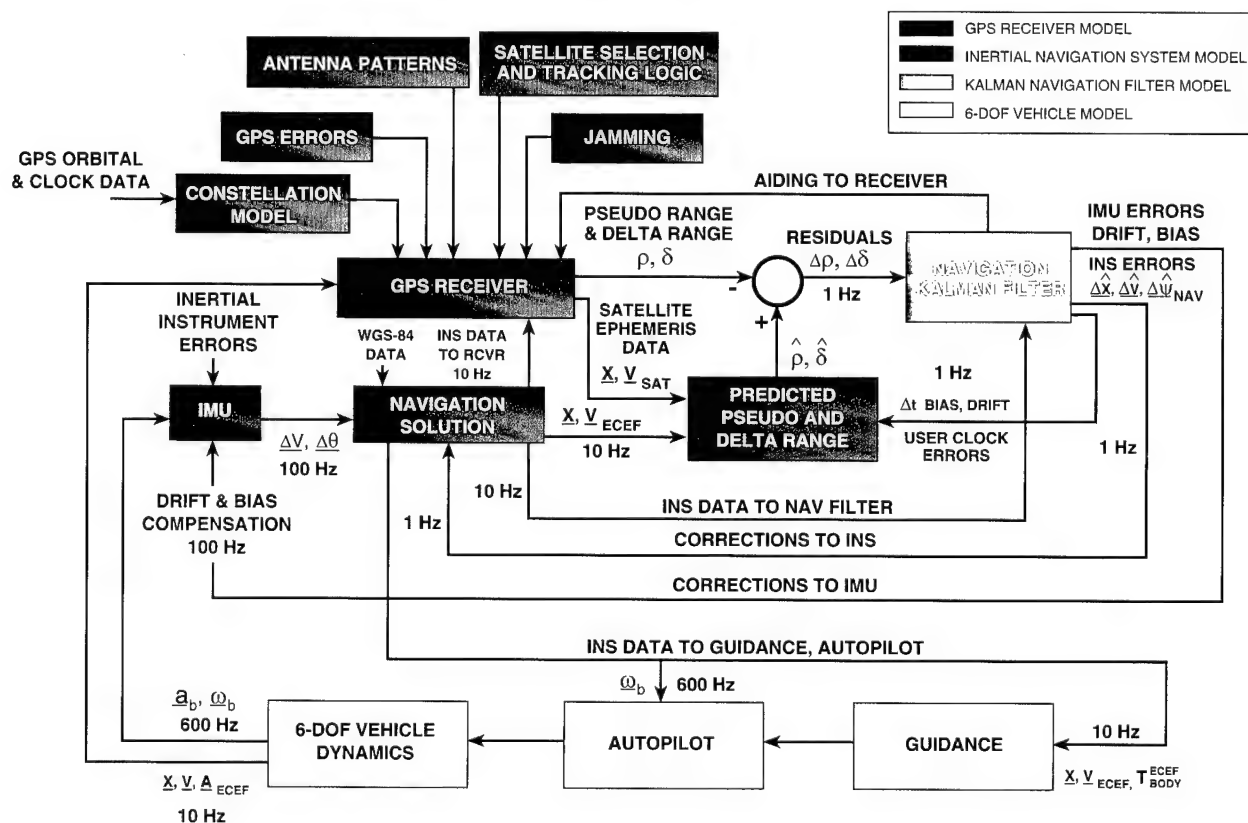 GPS RECEIVER MODEL
INERTIAL NAVIGATION SYSTEM MODEL
KALMAN NAVIGATION FILTER MODEL
6-DOF VEHICLE MODEL
ANTENNA PATTERNS
SATELLITE SELECTION
AND TRACKING LOGIC
GPS ERRORS
JAMMING
GPS ORBITAL
& CLOCK DATA
CONSTELLATION
MODEL
AIDING TO RECEIVER
PSEUDO RANGE
& DELTA RANGE
ρ, δ
RESIDUALS
Δρ, Δδ
1 Hz
-
+
NAVIGATION
KALMAN FILTER
IMU ERRORS
DRIFT, BIAS
INS ERRORS
Δx̂, Δv̂, Δψ̂ NAV
GPS RECEIVER
INERTIAL
INSTRUMENT
ERRORS
WGS-84
DATA
INS DATA
TO RCVR
10 Hz
SATELLITE
EPHEMERIS
DATA
X, V SAT
ρ̂, δ̂
1 Hz
IMU
NAVIGATION
SOLUTION
PREDICTED
PSEUDO AND
DELTA RANGE
Δt BIAS, DRIFT
USER CLOCK
ERRORS
1 Hz
ΔV, Δθ
100 Hz
X, V ECEF
10 Hz
DRIFT & BIAS
COMPENSATION
100 Hz
1 Hz
10 Hz
INS DATA TO NAV FILTER
CORRECTIONS TO INS
CORRECTIONS TO IMU
INS DATA TO GUIDANCE, AUTOPILOT
a_b, ω_b
600 Hz
ω_b
600 Hz
6-DOF VEHICLE
DYNAMICS
AUTOPILOT
GUIDANCE
10 Hz
X, V, A ECEF
10 Hz
X, V ECEF, T ECEF BODY